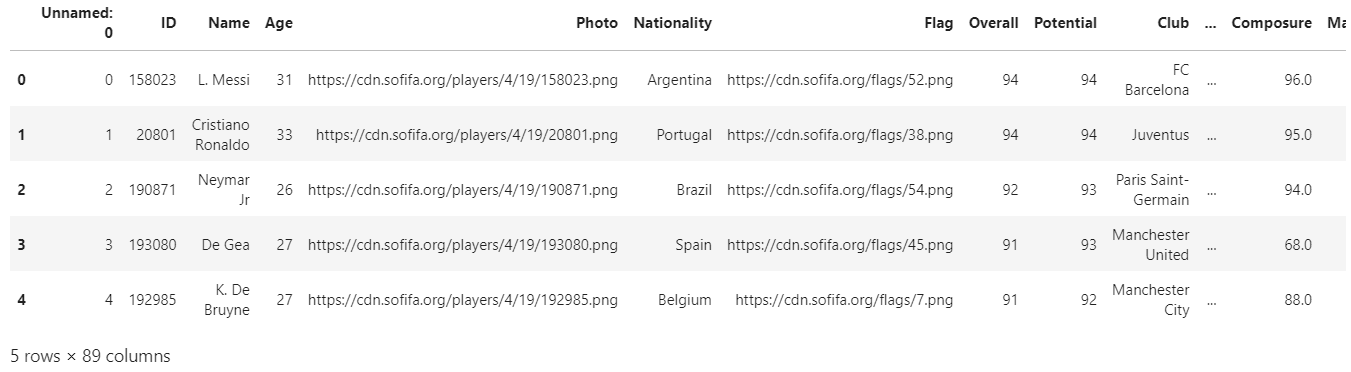 Unnamed: 0 ID Name Age Photo Nationality Flag Overall Potential Club ... Composure Ma
0 0 158023 L. Messi 31 https://cdn.sofifa.org/players/4/19/158023.png Argentina https://cdn.sofifa.org/flags/52.png 94 94 FC Barcelona ... 96.0
1 1 20801 Cristiano Ronaldo 33 https://cdn.sofifa.org/players/4/19/20801.png Portugal https://cdn.sofifa.org/flags/38.png 94 94 Juventus ... 95.0
2 2 190871 Neymar Jr 26 https://cdn.sofifa.org/players/4/19/190871.png Brazil https://cdn.sofifa.org/flags/54.png 92 93 Paris Saint-Germain ... 94.0
3 3 193080 De Gea 27 https://cdn.sofifa.org/players/4/19/193080.png Spain https://cdn.sofifa.org/flags/45.png 91 93 Manchester United ... 68.0
4 4 192985 K. De Bruyne 27 https://cdn.sofifa.org/players/4/19/192985.png Belgium https://cdn.sofifa.org/flags/7.png 91 92 Manchester City ... 88.0
5 rows × 89 columns